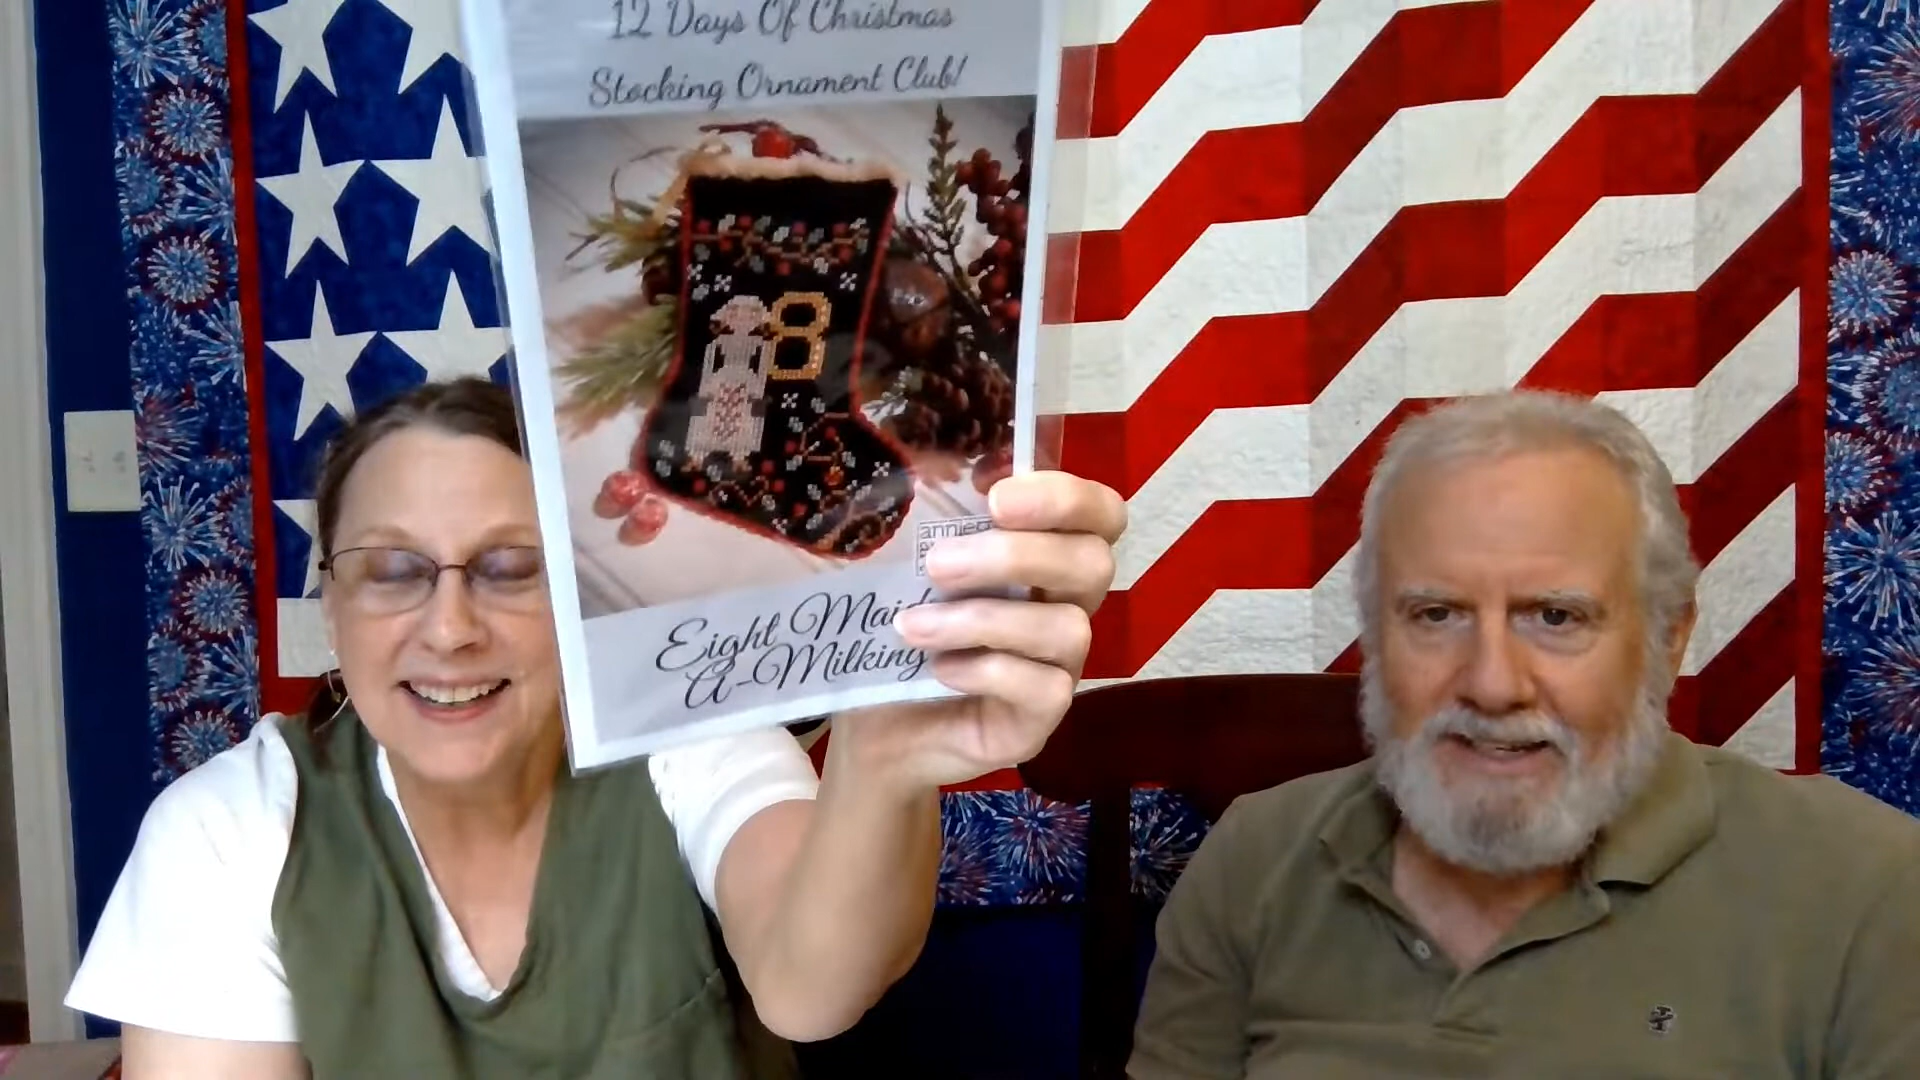 12 Days Of Christmas
Stocking Ornament Club!
8
Eight
A-Milking